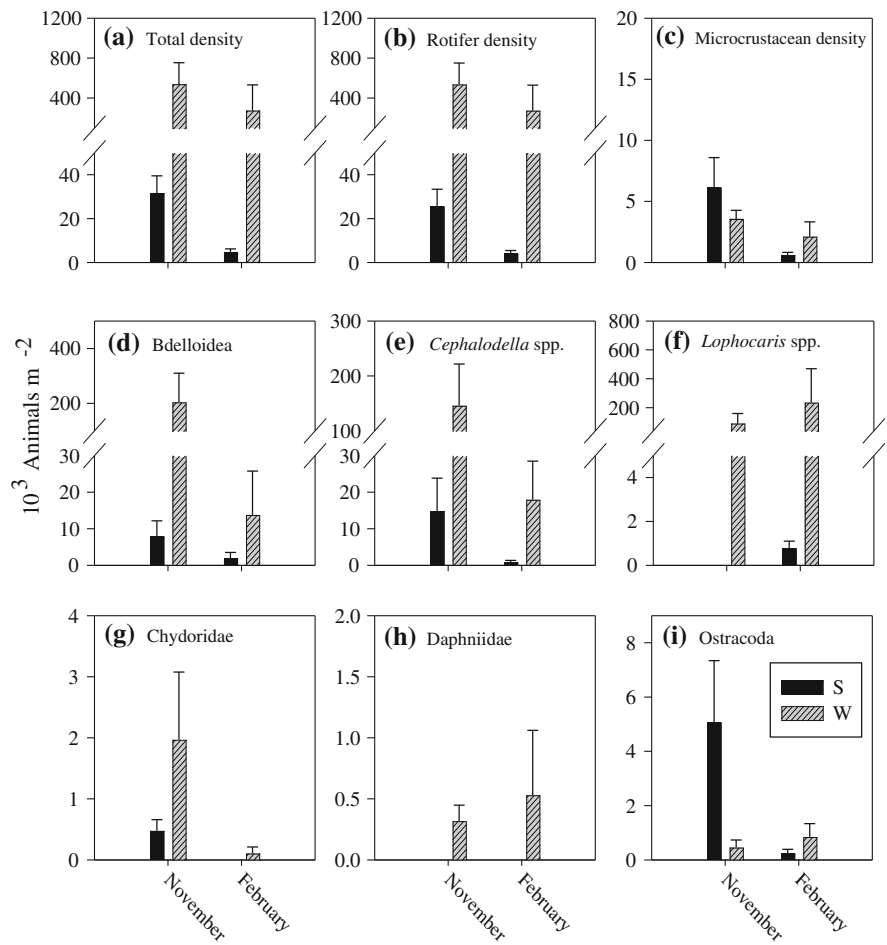 (a) Total density
1200
800
400
40
20
0
(b) Rotifer density
1200
800
400
40
20
0
(c) Microcrustacean density
20
15
10
5
0
10³ Animals m -2
(d) Bdelloidea
400
200
30
20
10
0
(e) Cephalodella spp.
300
200
100
30
20
10
0
(f) Lophocaris spp.
800
600
400
200
4
2
0
(g) Chydoridae
4
3
2
1
0
(h) Daphniidae
2.0
1.5
1.0
0.5
0.0
(i) Ostracoda
8
6
4
2
0
S
W
November
February
November
February
November
February